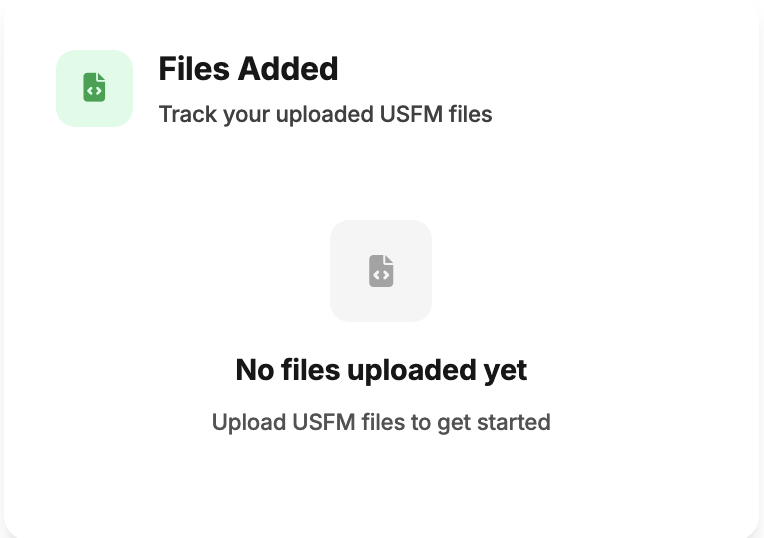 Files Added
Track your uploaded USFM files
No files uploaded yet
Upload USFM files to get started